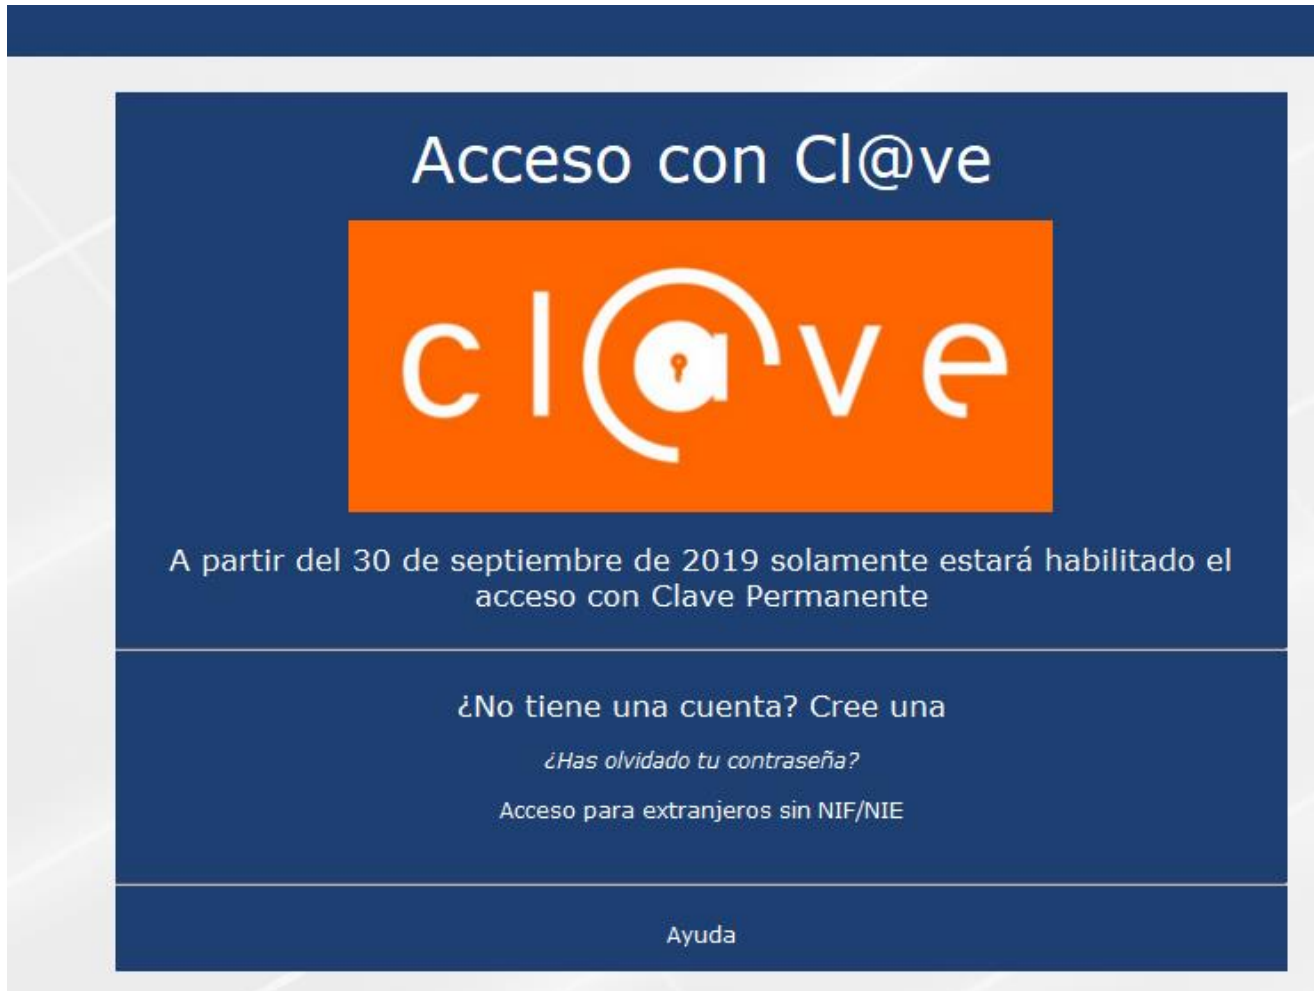 Acceso con Cl@ve
cl@ve
A partir del 30 de septiembre de 2019 solamente estará habilitado el
acceso con Clave Permanente
¿No tiene una cuenta? Cree una
¿Has olvidado tu contraseña?
Acceso para extranjeros sin NIF/NIE
Ayuda